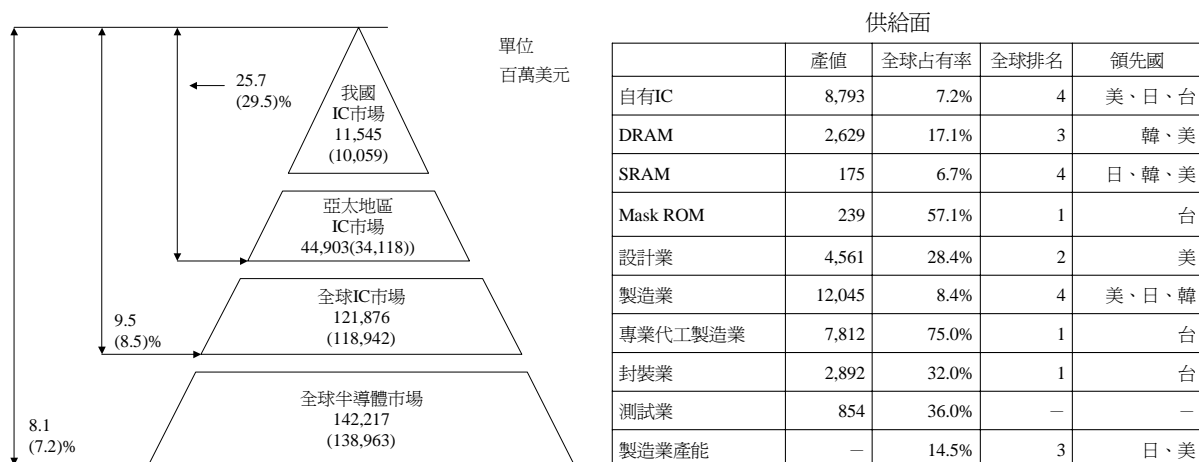 單位
百萬美元
25.7
(29.5)%
我國
IC市場
11,545
(10,059)
亞太地區
IC市場
44,903(34,118))
全球IC市場
121,876
(118,942)
9.5
(8.5)%
全球半導體市場
142,217
(138,963)
8.1
(7.2)%
供給面
產值 全球占有率 全球排名 領先國
自有IC 8,793 7.2% 4 美、日、台
DRAM 2,629 17.1% 3 韓、美
SRAM 175 6.7% 4 日、韓、美
Mask ROM 239 57.1% 1 台
設計業 4,561 28.4% 2 美
製造業 12,045 8.4% 4 美、日、韓
專業代工製造業 7,812 75.0% 1 台
封裝業 2,892 32.0% 1 台
測試業 854 36.0% — —
製造業產能 — 14.5% 3 日、美